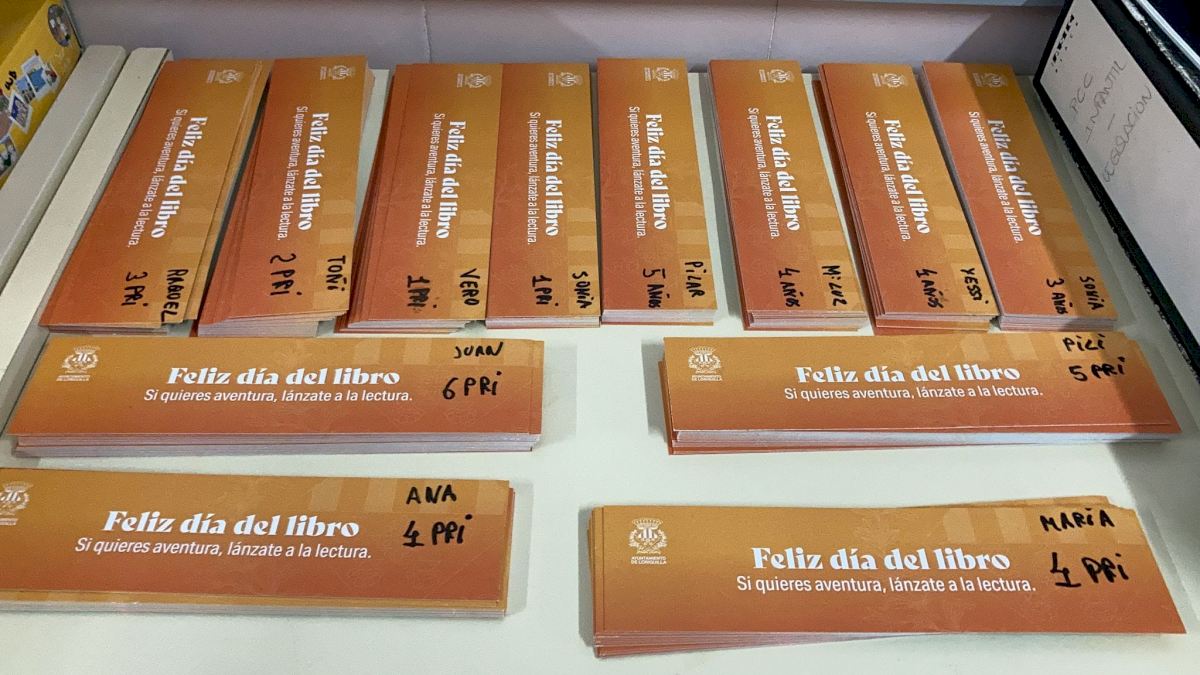 Feliz día del libro
Si quieres aventura, lánzate a la lectura.
RAQUEL
3 PRI
Feliz día del libro
Si quieres aventura, lánzate a la lectura.
TOÑI
2 PRI
Feliz día del libro
Si quieres aventura, lánzate a la lectura.
VERO
1 PRI
Feliz día del libro
Si quieres aventura, lánzate a la lectura.
SONIA
1 PRI
Feliz día del libro
Si quieres aventura, lánzate a la lectura.
PILAR
5 AÑOS
Feliz día del libro
Si quieres aventura, lánzate a la lectura.
Mª LUZ
4 AÑOS
Feliz día del libro
Si quieres aventura, lánzate a la lectura.
YESSI
4 AÑOS
Feliz día del libro
Si quieres aventura, lánzate a la lectura.
SONIA
3 AÑOS
PCC
INFANTIL
-
LEGISLACION
JUAN
6 PRI
Feliz día del libro
Si quieres aventura, lánzate a la lectura.
PILI
5 PRI
Feliz día del libro
Si quieres aventura, lánzate a la lectura.
ANA
4 PRI
Feliz día del libro
Si quieres aventura, lánzate a la lectura.
MARÍA
4 PRI
AYUNTAMIENTO
DE LORQUILLA
Feliz día del libro
Si quieres aventura, lánzate a la lectura.